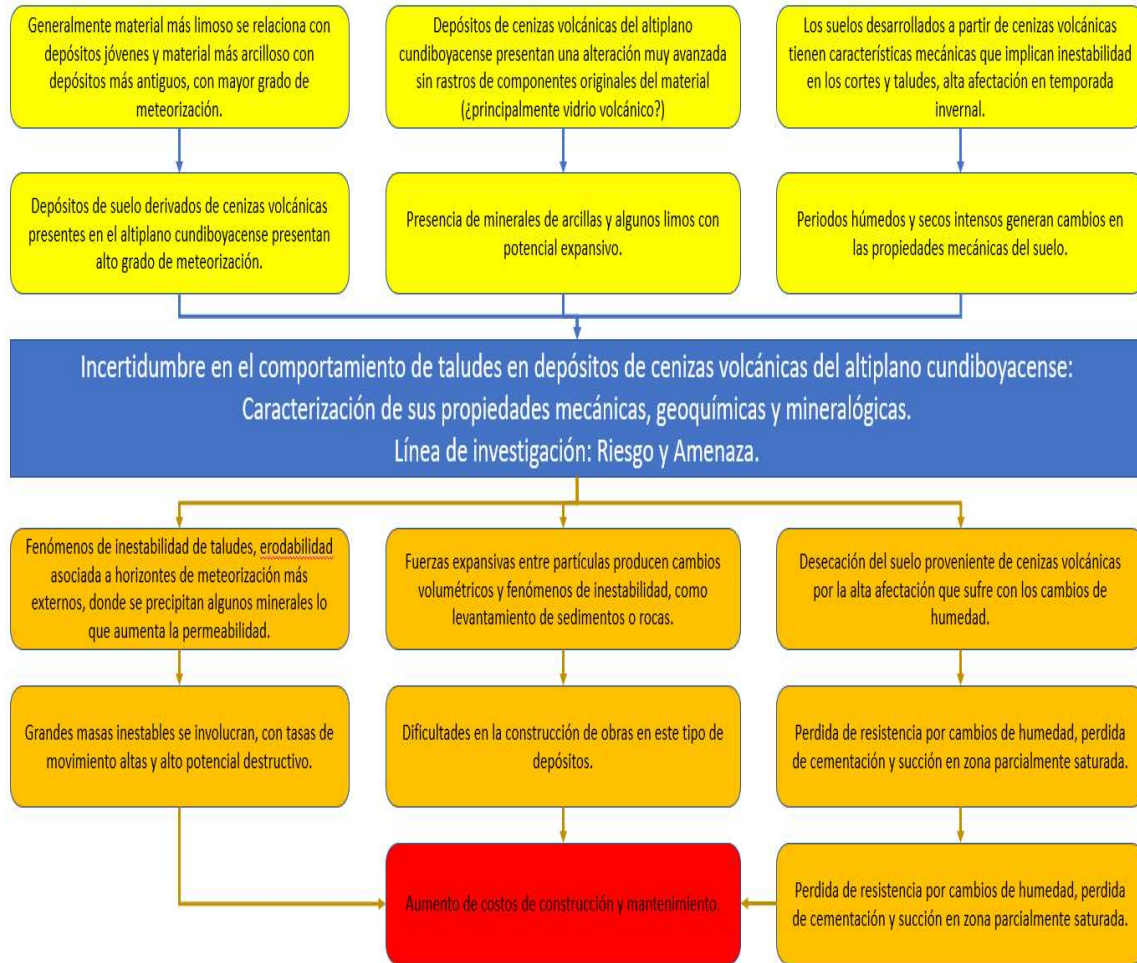 Generalmente material más limoso se relaciona con
depósitos jóvenes y material más arcilloso con
depósitos más antiguos, con mayor grado de
meteorización.
Depósitos de cenizas volcánicas del altiplano
cundiboyacense presentan una alteración muy avanzada
sin rastros de componentes originales del material
(¿principalmente vidrio volcánico?)
Los suelos desarrollados a partir de cenizas volcánicas
tienen características mecánicas que implican inestabilidad
en los cortes y taludes, alta afectación en temporada
invernal.
Depósitos de suelo derivados de cenizas volcánicas
presentes en el altiplano cundiboyacense presentan
alto grado de meteorización.
Presencia de minerales de arcillas y algunos limos con
potencial expansivo.
Periodos húmedos y secos intensos generan cambios en
las propiedades mecánicas del suelo.
Incertidumbre en el comportamiento de taludes en depósitos de cenizas volcánicas del altiplano cundiboyacense:
Caracterización de sus propiedades mecánicas, geoquímicas y mineralógicas.
Línea de investigación: Riesgo y Amenaza.
Fenómenos de inestabilidad de taludes, erodabilidad
asociada a horizontes de meteorización más
externos, donde se precipitan algunos minerales lo
que aumenta la permeabilidad.
Fuerzas expansivas entre partículas producen cambios
volumétricos y fenómenos de inestabilidad, como
levantamiento de sedimentos o rocas.
Desecación del suelo proveniente de cenizas volcánicas
por la alta afectación que sufre con los cambios de
humedad.
Grandes masas inestables se involucran, con tasas de
movimiento altas y alto potencial destructivo.
Dificultades en la construcción de obras en este tipo de
depósitos.
Perdida de resistencia por cambios de humedad, perdida
de cementación y succión en zona parcialmente saturada.
Aumento de costos de construcción y mantenimiento.
Perdida de resistencia por cambios de humedad, perdida
de cementación y succión en zona parcialmente saturada.